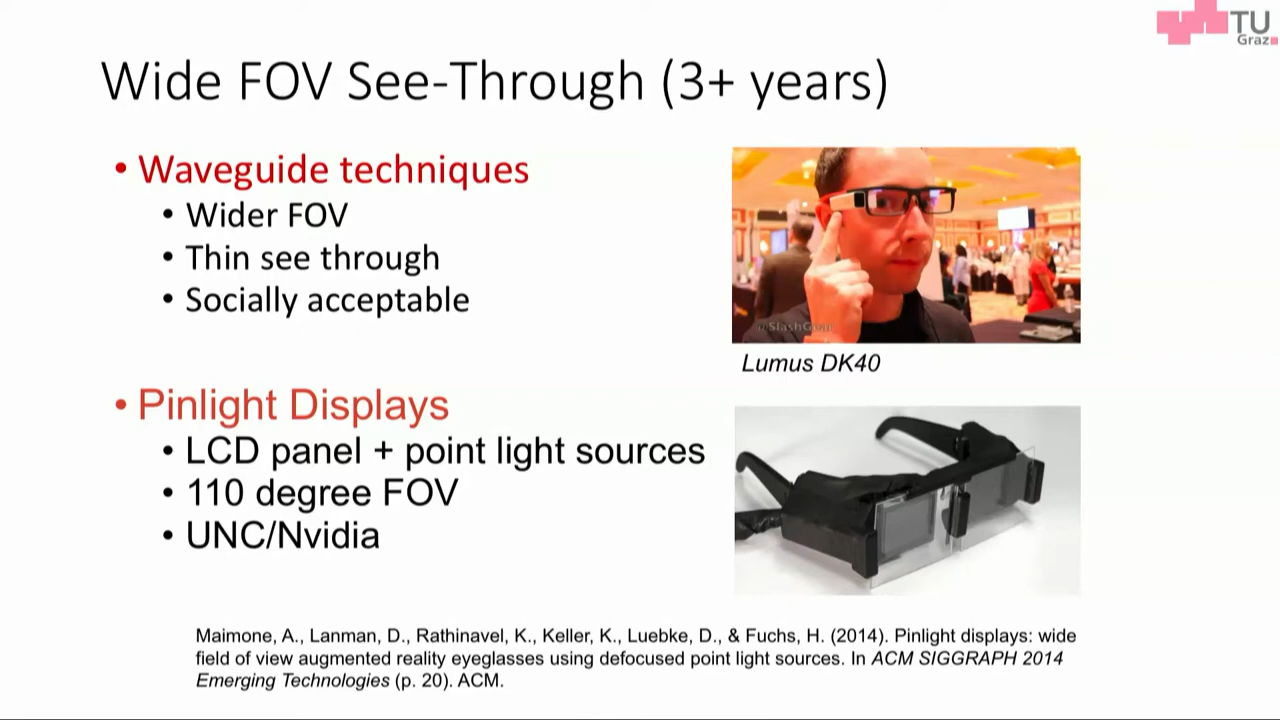 TU
Graz
Wide FOV See-Through (3+ years)
• Waveguide techniques
• Wider FOV
• Thin see through
• Socially acceptable
@SlashGear
Lumus DK40
• Pinlight Displays
• LCD panel + point light sources
• 110 degree FOV
• UNC/Nvidia
Maimone, A., Lanman, D., Rathinavel, K., Keller, K., Luebke, D., & Fuchs, H. (2014). Pinlight displays: wide
field of view augmented reality eyeglasses using defocused point light sources. In ACM SIGGRAPH 2014
Emerging Technologies (p. 20). ACM.